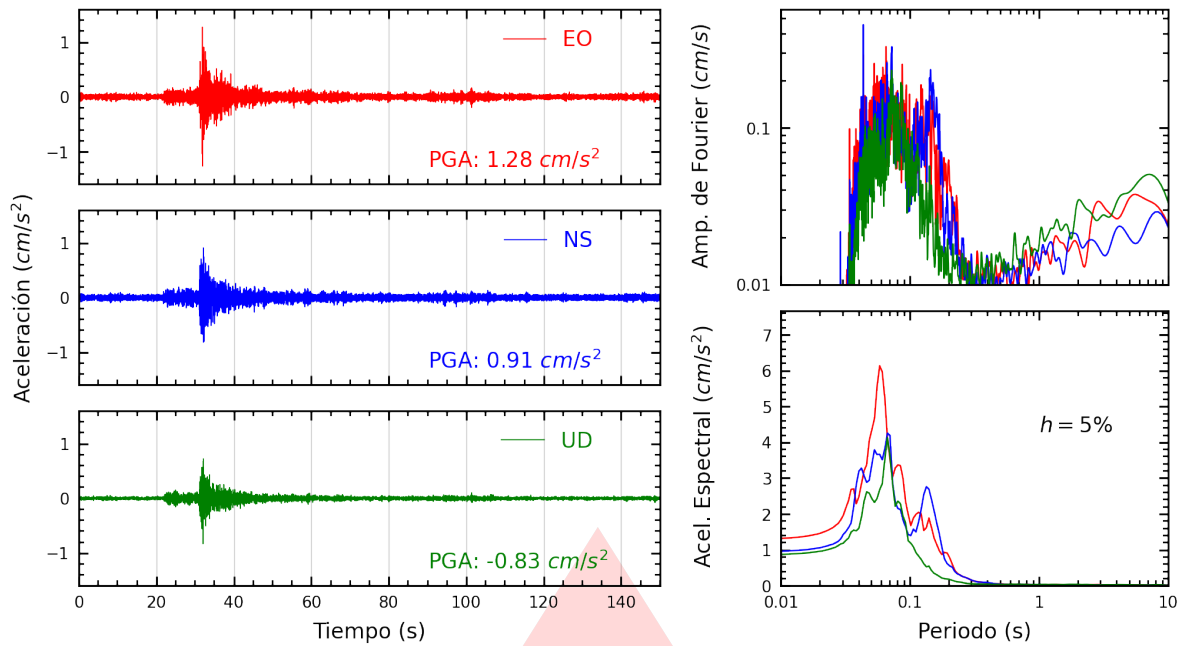 Aceleración (cm/s²)
1
0
−1
EO
PGA: 1.28 cm/s²
1
0
−1
NS
PGA: 0.91 cm/s²
1
0
−1
UD
PGA: -0.83 cm/s²
0 20 40 60 80 100 120 140
Tiempo (s)
Amp. de Fourier (cm/s)
0.1
0.01
Acel. Espectral (cm/s²)
7
6
5
4
3
2
1
0
h = 5%
0.01 0.1 1 10
Periodo (s)